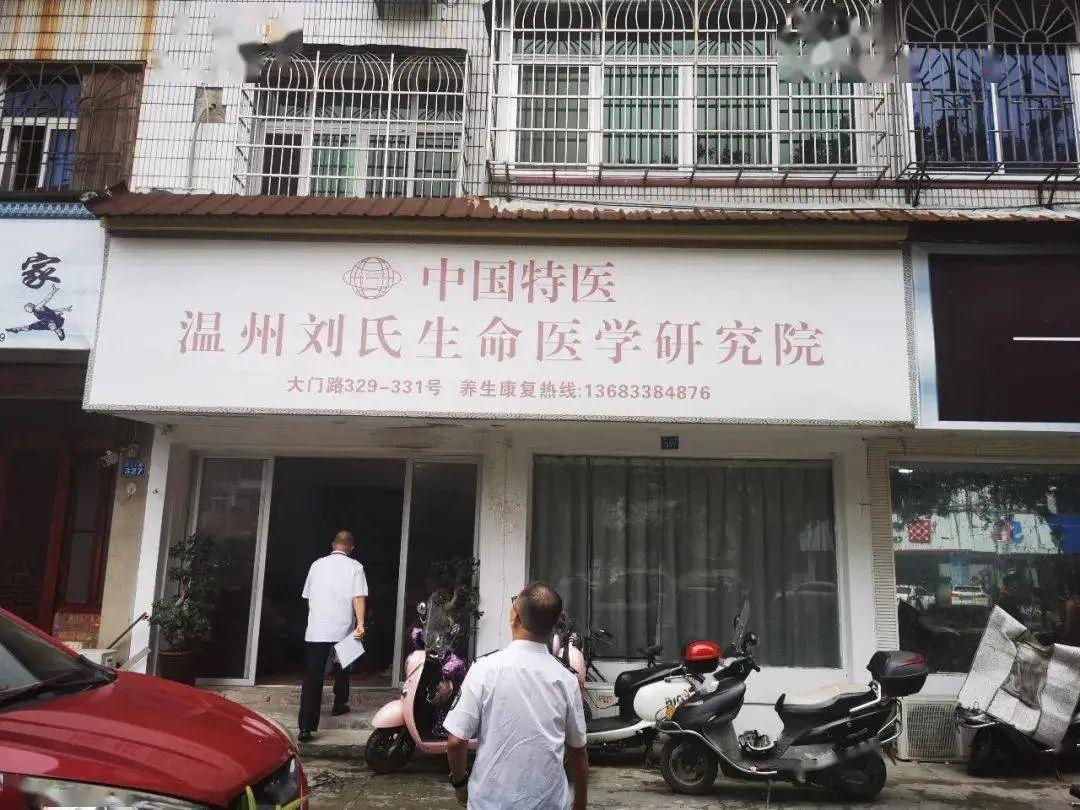 家
中国特医
温州刘氏生命医学研究院
大门路329-331号 养生康复热线:13683384876
327